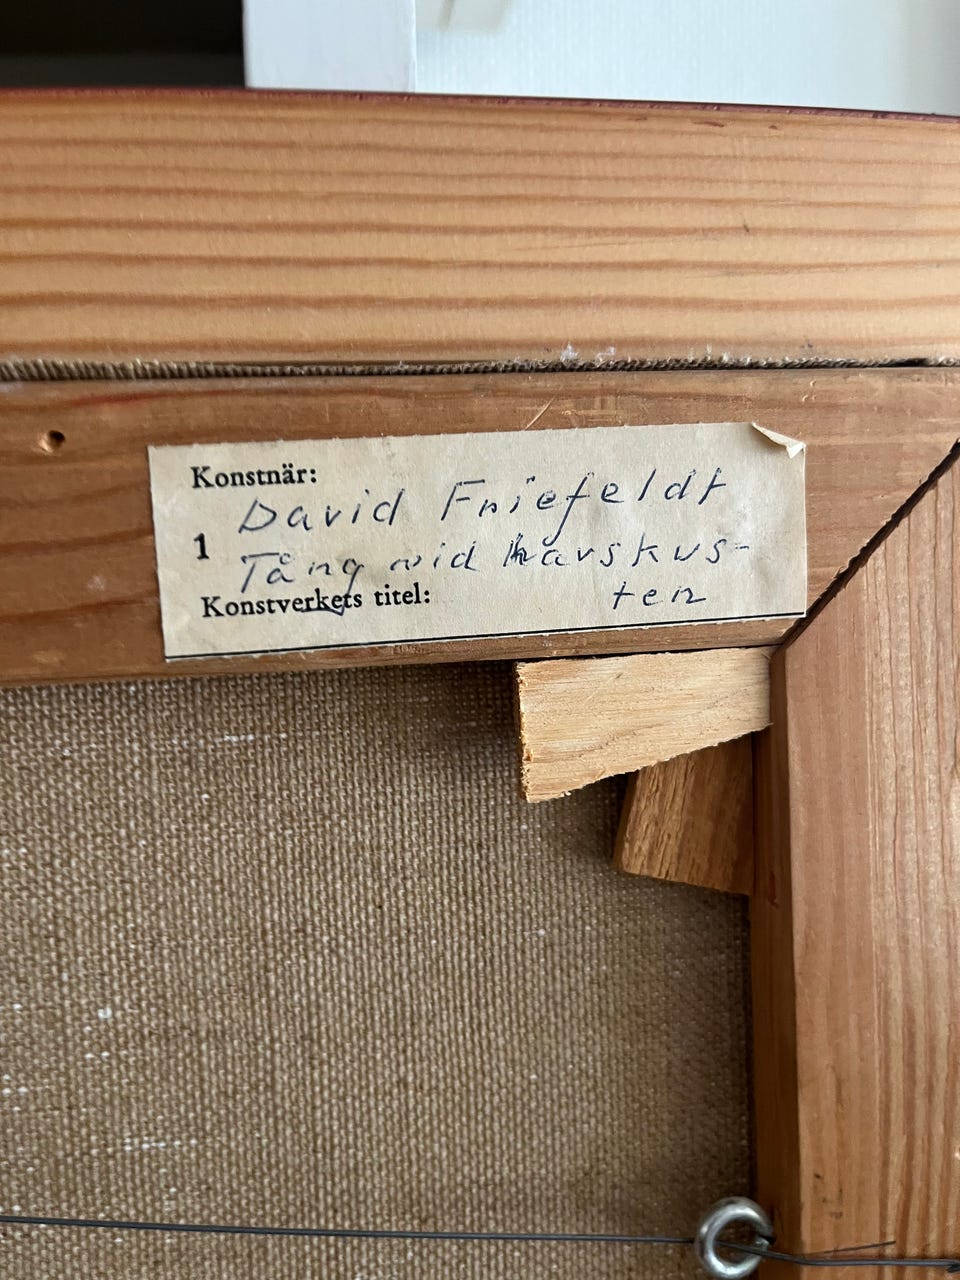 Konstnär:
David Friefeldt
1 Tång vid havskus-
Konstverkets titel: ten